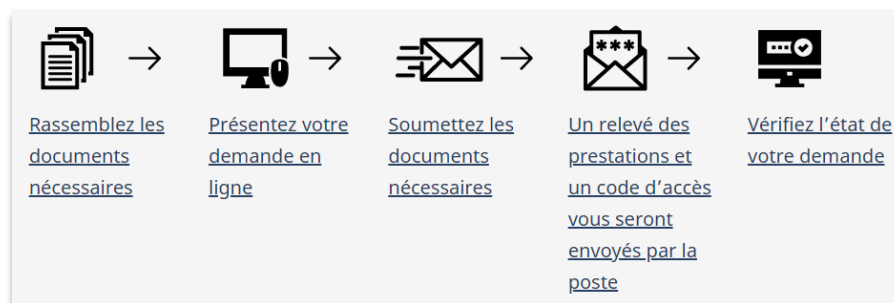 Rassemblez les
documents
nécessaires
Présentez votre
demande en
ligne
Soumettez les
documents
nécessaires
***
Un relevé des
prestations et
un code d’accès
vous seront
envoyés par la
poste
Vérifiez l’état de
votre demande